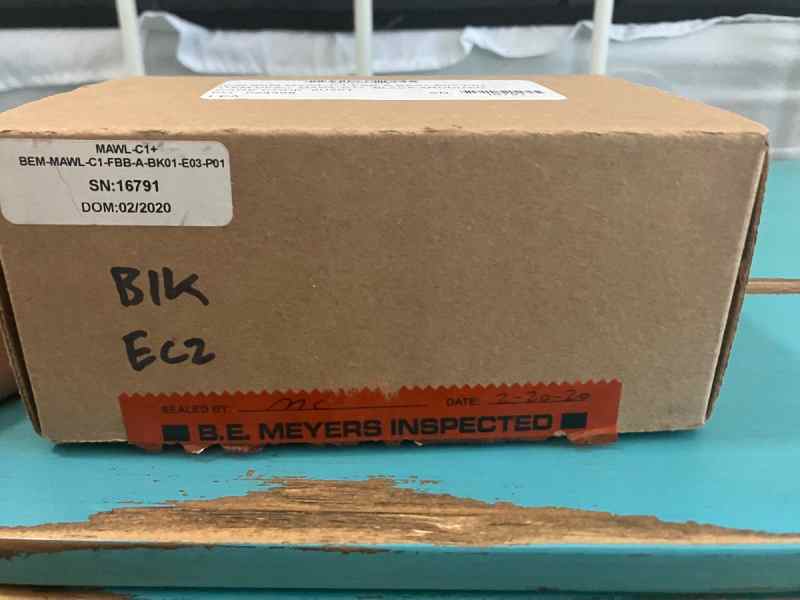 MAWL-C1+
BEM-MAWL-C1-FBB-A-BK01-E03-P01
SN:16791
DOM:02/2020
Blk
EC2
SEALED BY: MC DATE: 2-20-20
B.E. MEYERS INSPECTED